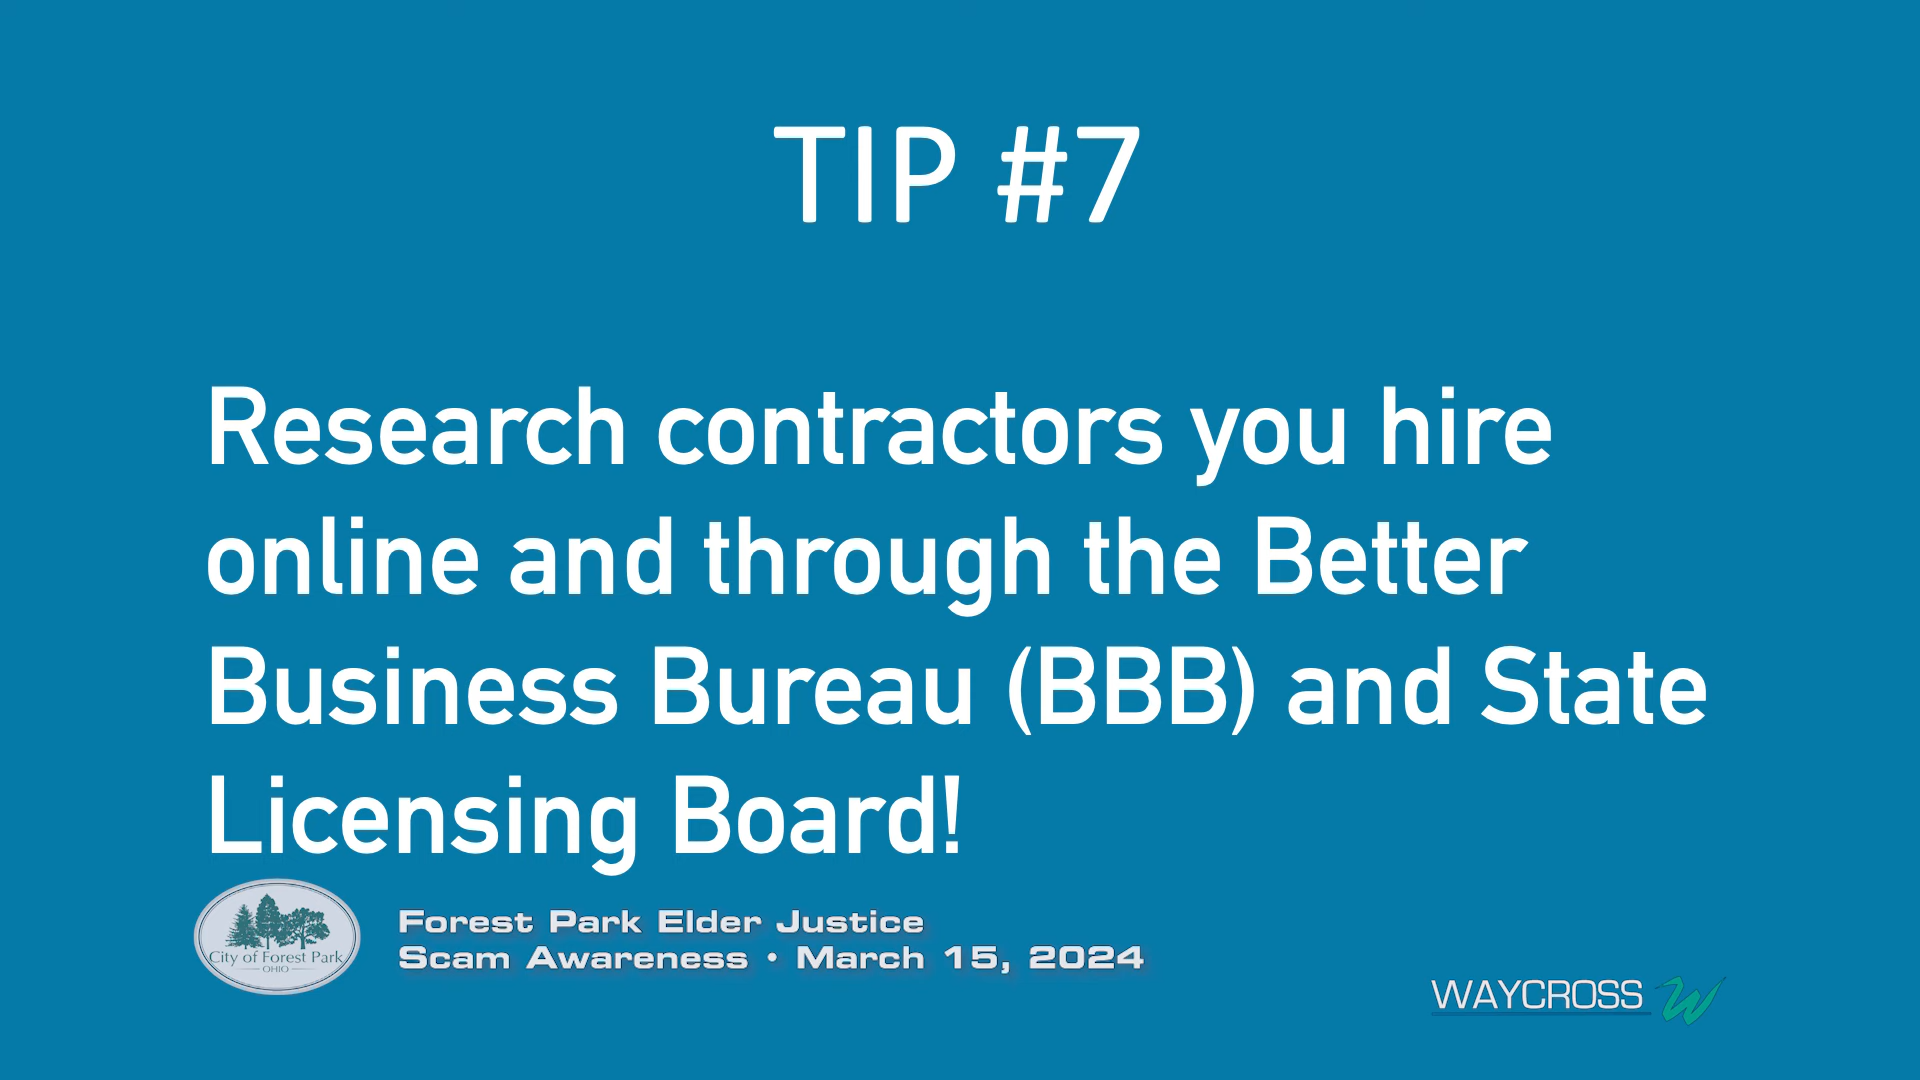 TIP #7
Research contractors you hire
online and through the Better
Business Bureau (BBB) and State
Licensing Board!
City of Forest Park
OHIO
Forest Park Elder Justice
Scam Awareness • March 15, 2024
WAYCROSS W